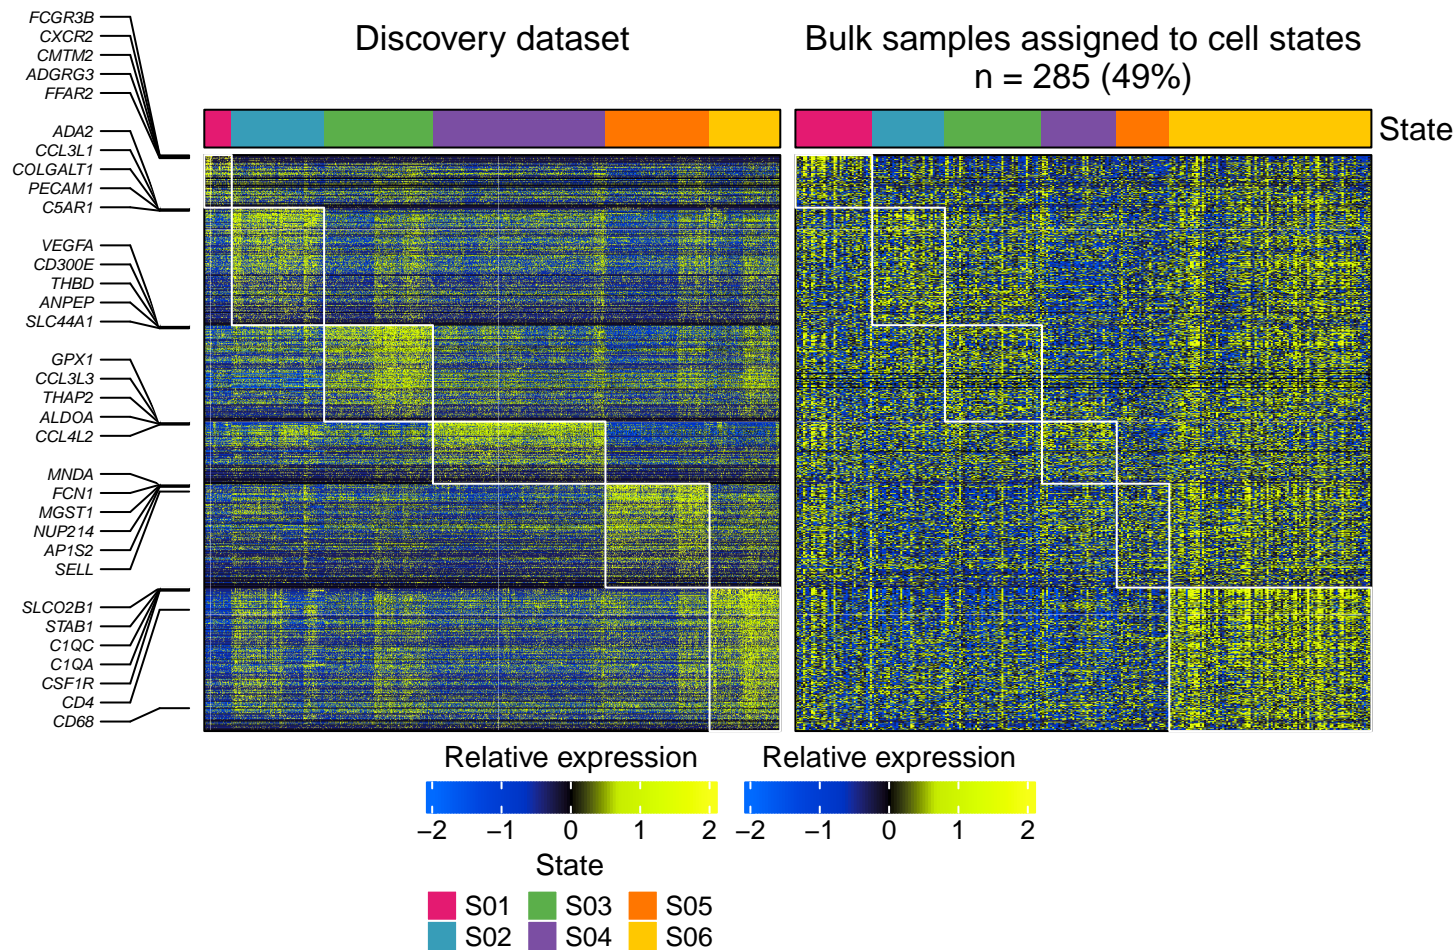 Discovery dataset
Bulk samples assigned to cell states
n = 285 (49%)
State
FCGR3B
CXCR2
CMTM2
ADGRG3
FFAR2
ADA2
CCL3L1
COLGALT1
PECAM1
C5AR1
VEGFA
CD300E
THBD
ANPEP
SLC44A1
GPX1
CCL3L3
THAP2
ALDOA
CCL4L2
MNDA
FCN1
MGST1
NUP214
AP1S2
SELL
SLCO2B1
STAB1
C1QC
C1QA
CSF1R
CD4
CD68
Relative expression
−2 −1 0 1 2
Relative expression
−2 −1 0 1 2
State
S01 S03 S05
S02 S04 S06